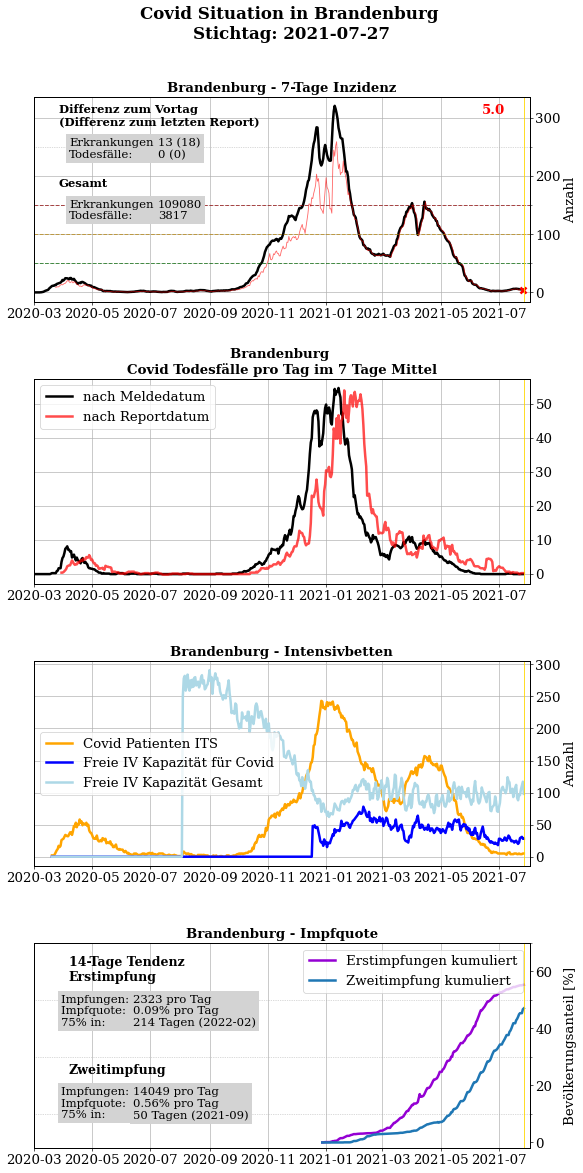 Covid Situation in Brandenburg
Stichtag: 2021-07-27
Brandenburg - 7-Tage Inzidenz
Differenz zum Vortag
(Differenz zum letzten Report)
Erkrankungen 13 (18)
Todesfälle: 0 (0)
Gesamt
Erkrankungen 109080
Todesfälle: 3817
5.0
300
200
100
0
Anzahl
2020-03 2020-05 2020-07 2020-09 2020-11 2021-01 2021-03 2021-05 2021-07
Brandenburg
Covid Todesfälle pro Tag im 7 Tage Mittel
nach Meldedatum
nach Reportdatum
50
40
30
20
10
0
2020-03 2020-05 2020-07 2020-09 2020-11 2021-01 2021-03 2021-05 2021-07
Brandenburg - Intensivbetten
Covid Patienten ITS
Freie IV Kapazität für Covid
Freie IV Kapazität Gesamt
300
250
200
150
100
50
0
Anzahl
2020-03 2020-05 2020-07 2020-09 2020-11 2021-01 2021-03 2021-05 2021-07
Brandenburg - Impfquote
14-Tage Tendenz
Erstimpfung
Impfungen: 2323 pro Tag
Impfquote: 0.09% pro Tag
75% in: 214 Tagen (2022-02)
Zweitimpfung
Impfungen: 14049 pro Tag
Impfquote: 0.56% pro Tag
75% in: 50 Tagen (2021-09)
Erstimpfungen kumuliert
Zweitimpfung kumuliert
60
40
20
0
Bevölkerungsanteil [%]
2020-03 2020-05 2020-07 2020-09 2020-11 2021-01 2021-03 2021-05 2021-07